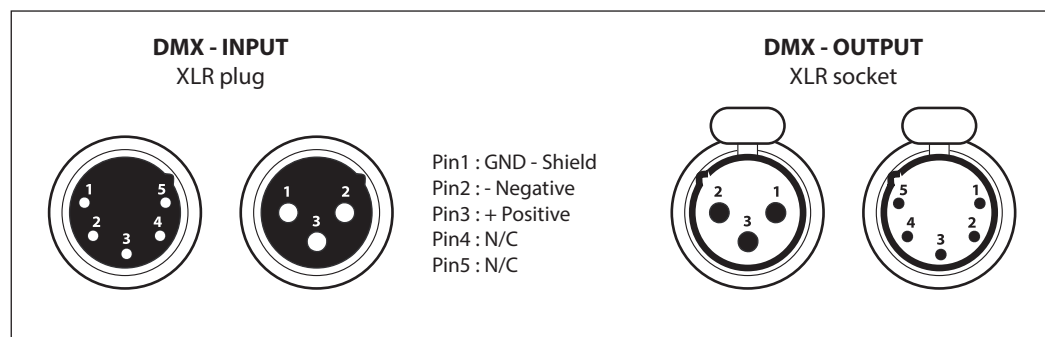 DMX - INPUT
XLR plug
1
5
2
4
3
1
2
3
Pin1 : GND - Shield
Pin2 : - Negative
Pin3 : + Positive
Pin4 : N/C
Pin5 : N/C
DMX - OUTPUT
XLR socket
2
1
3
5
1
4
2
3